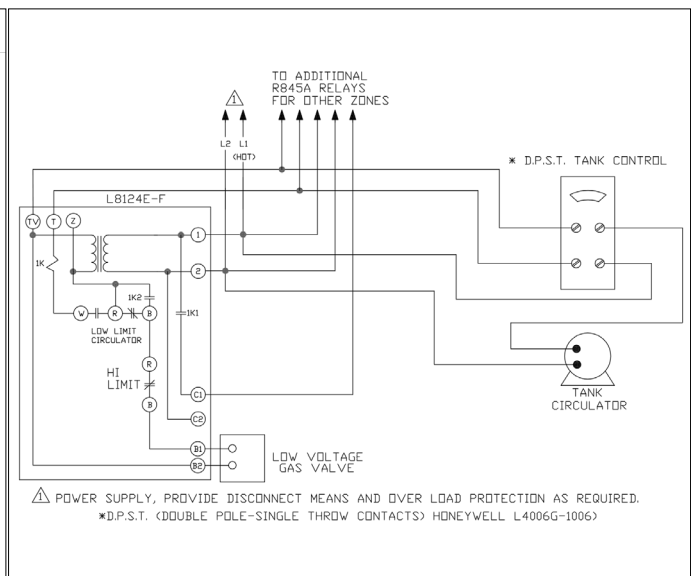 TO ADDITIONAL
R845A RELAYS
FOR OTHER ZONES
1
L2 L1
(HOT)
* D.P.S.T. TANK CONTROL
L8124E-F
TV T Z
1
2
1K
1K2
1K1
W R B
LOW LIMIT
CIRCULATOR
R
HI
LIMIT
B
C1
C2
B1
B2
LOW VOLTAGE
GAS VALVE
TANK
CIRCULATOR
1 POWER SUPPLY, PROVIDE DISCONNECT MEANS AND OVER LOAD PROTECTION AS REQUIRED.
*D.P.S.T. (DOUBLE POLE-SINGLE THROW CONTACTS) HONEYWELL L4006G-1006)